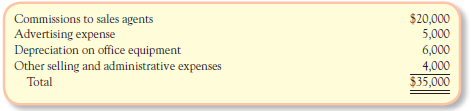 Commissions to sales agents $20,000
Advertising expense 5,000
Depreciation on office equipment 6,000
Other selling and administrative expenses 4,000
Total $35,000